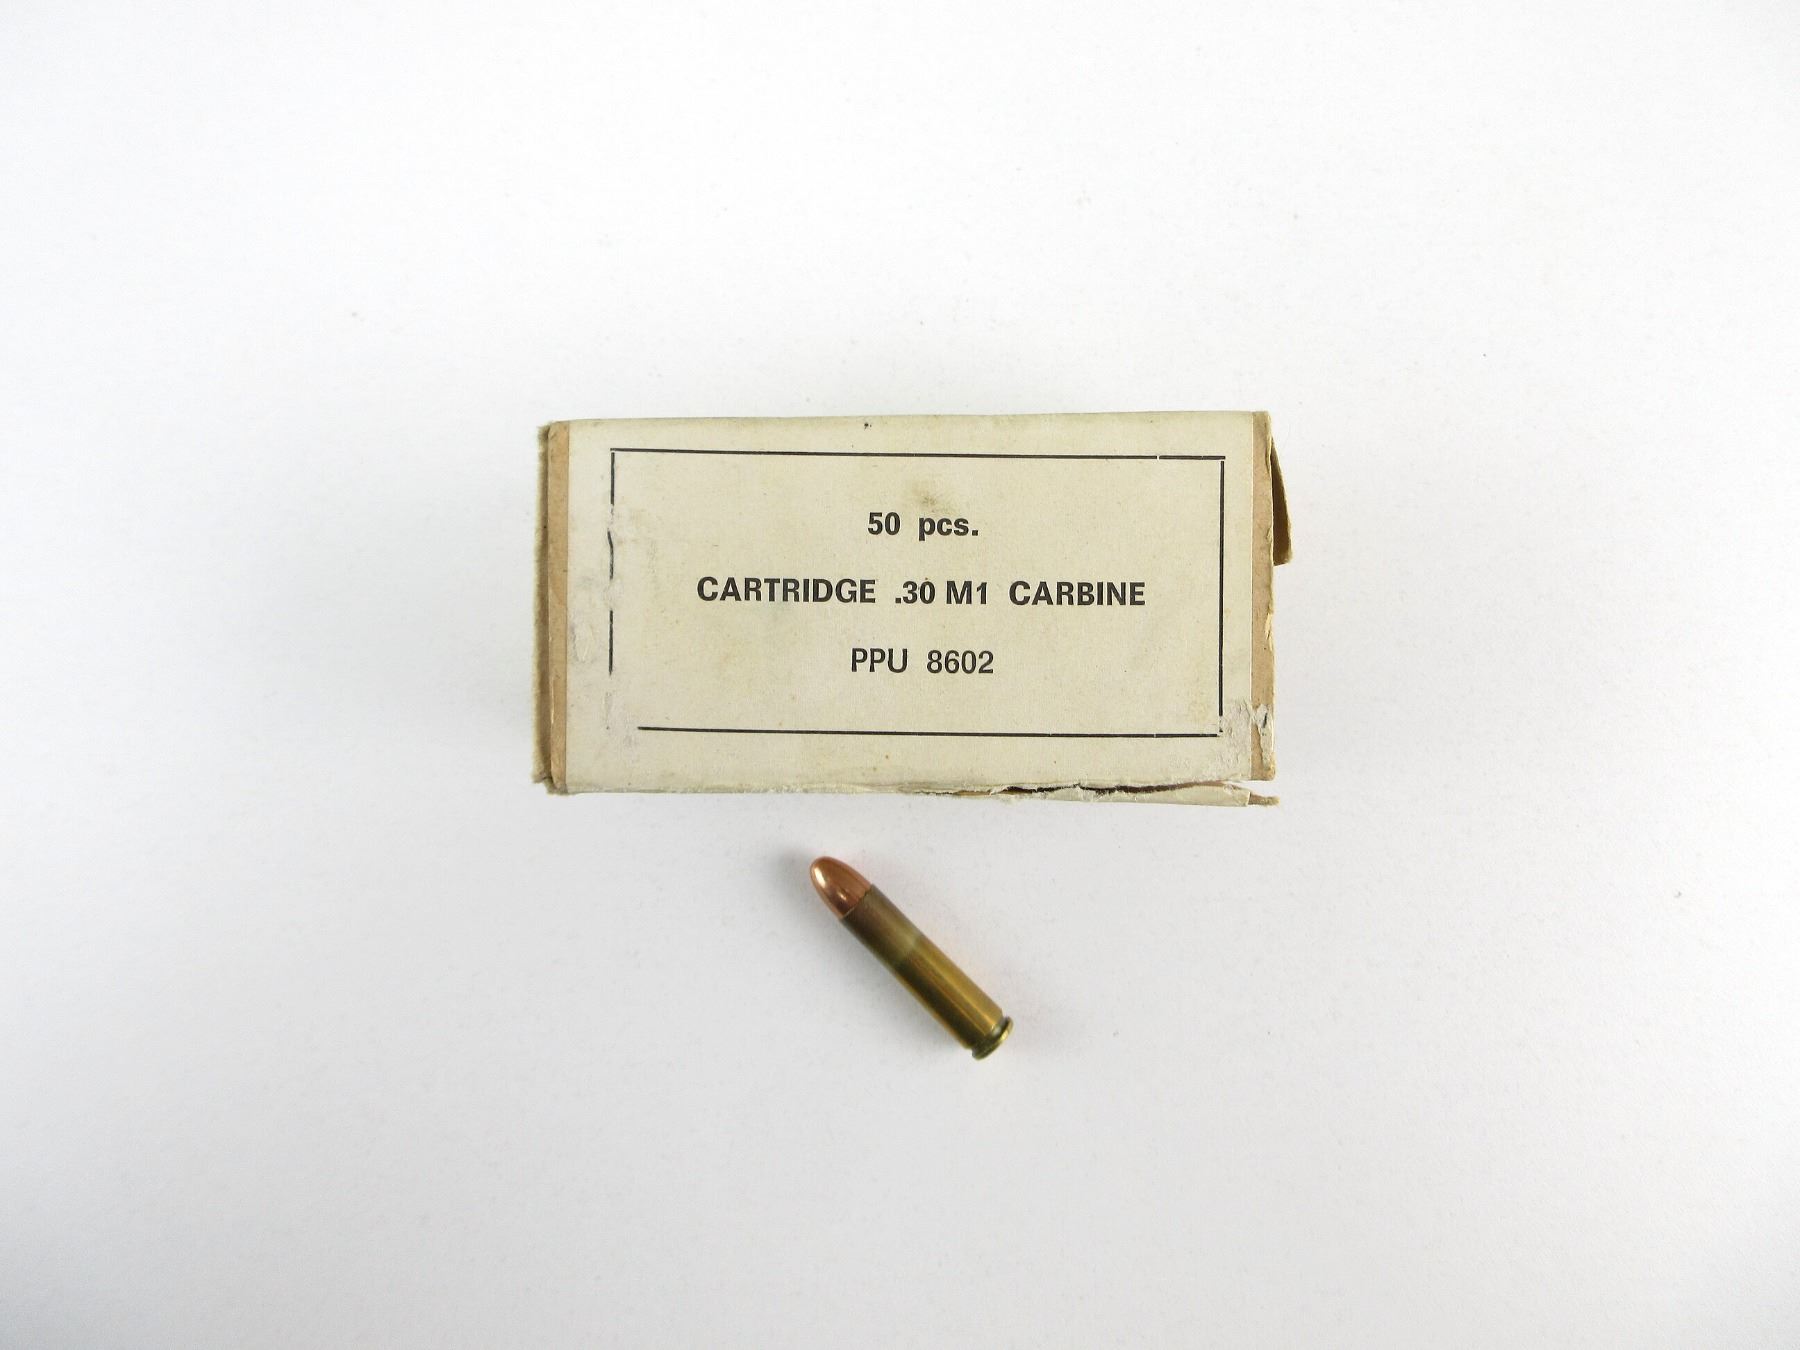 50 pcs.
CARTRIDGE .30 M1 CARBINE
PPU 8602